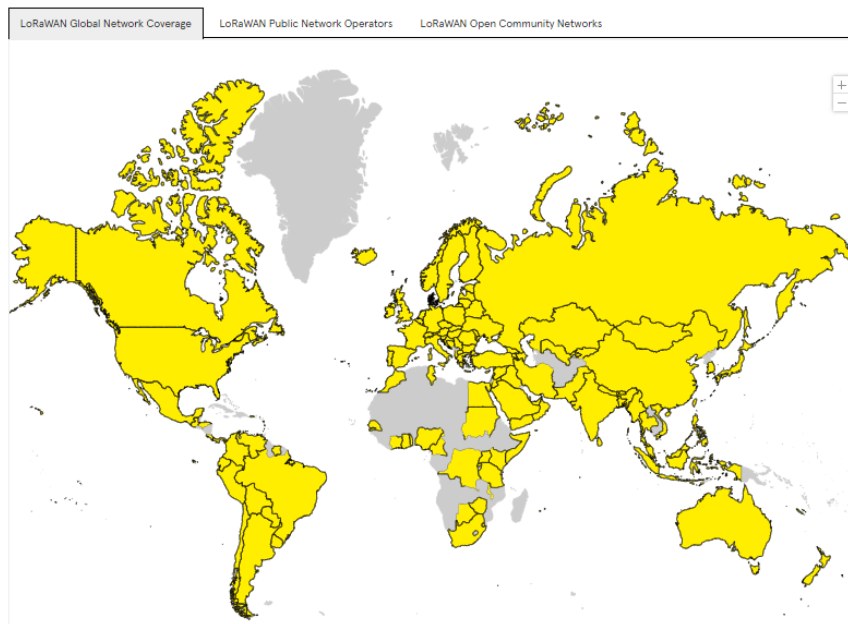 LoRaWAN Global Network Coverage
LoRaWAN Public Network Operators
LoRaWAN Open Community Networks
+
−